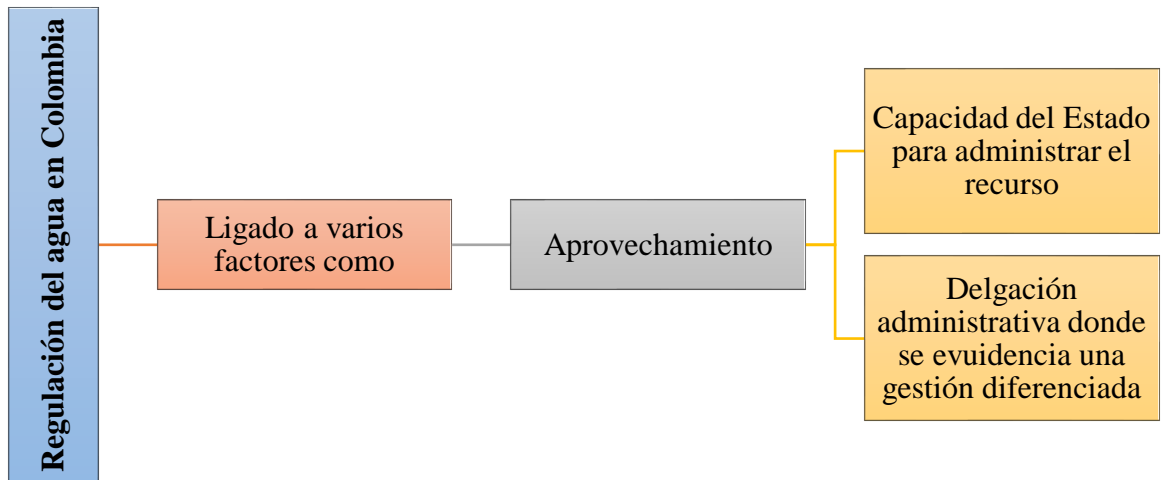 Regulación del agua en Colombia
Ligado a varios
factores como
Aprovechamiento
Capacidad del Estado
para administrar el
recurso
Delgación
administrativa donde
se evuidencia una
gestión diferenciada